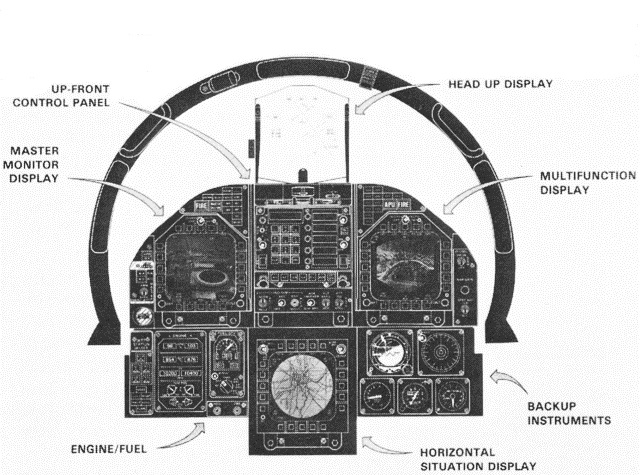 UP-FRONT
CONTROL PANEL
HEAD UP DISPLAY
MASTER
MONITOR
DISPLAY
MULTIFUNCTION
DISPLAY
FIRE
APU FIRE
ENGINE/FUEL
HORIZONTAL
SITUATION DISPLAY
BACKUP
INSTRUMENTS